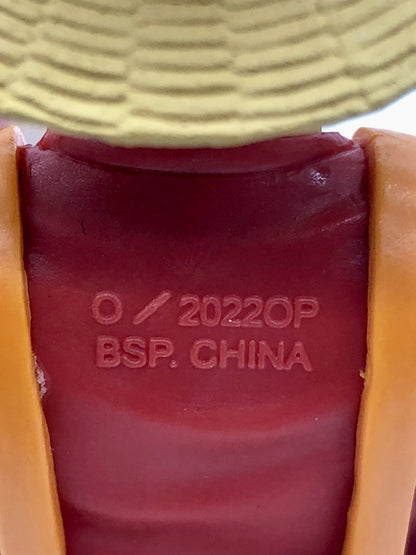 O / 2022OP
BSP. CHINA